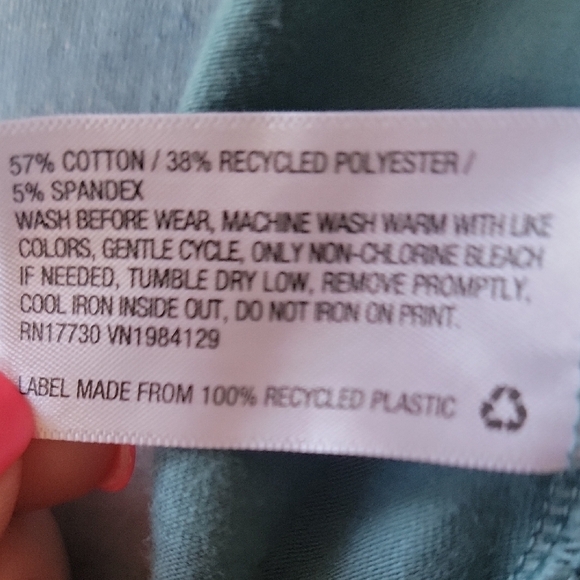 57% COTTON / 38% RECYCLED POLYESTER /
5% SPANDEX
WASH BEFORE WEAR, MACHINE WASH WARM WITH LIKE
COLORS, GENTLE CYCLE, ONLY NON-CHLORINE BLEACH
IF NEEDED, TUMBLE DRY LOW, REMOVE PROMPTLY,
COOL IRON INSIDE OUT, DO NOT IRON ON PRINT.
RN17730 VN1984129
LABEL MADE FROM 100% RECYCLED PLASTIC